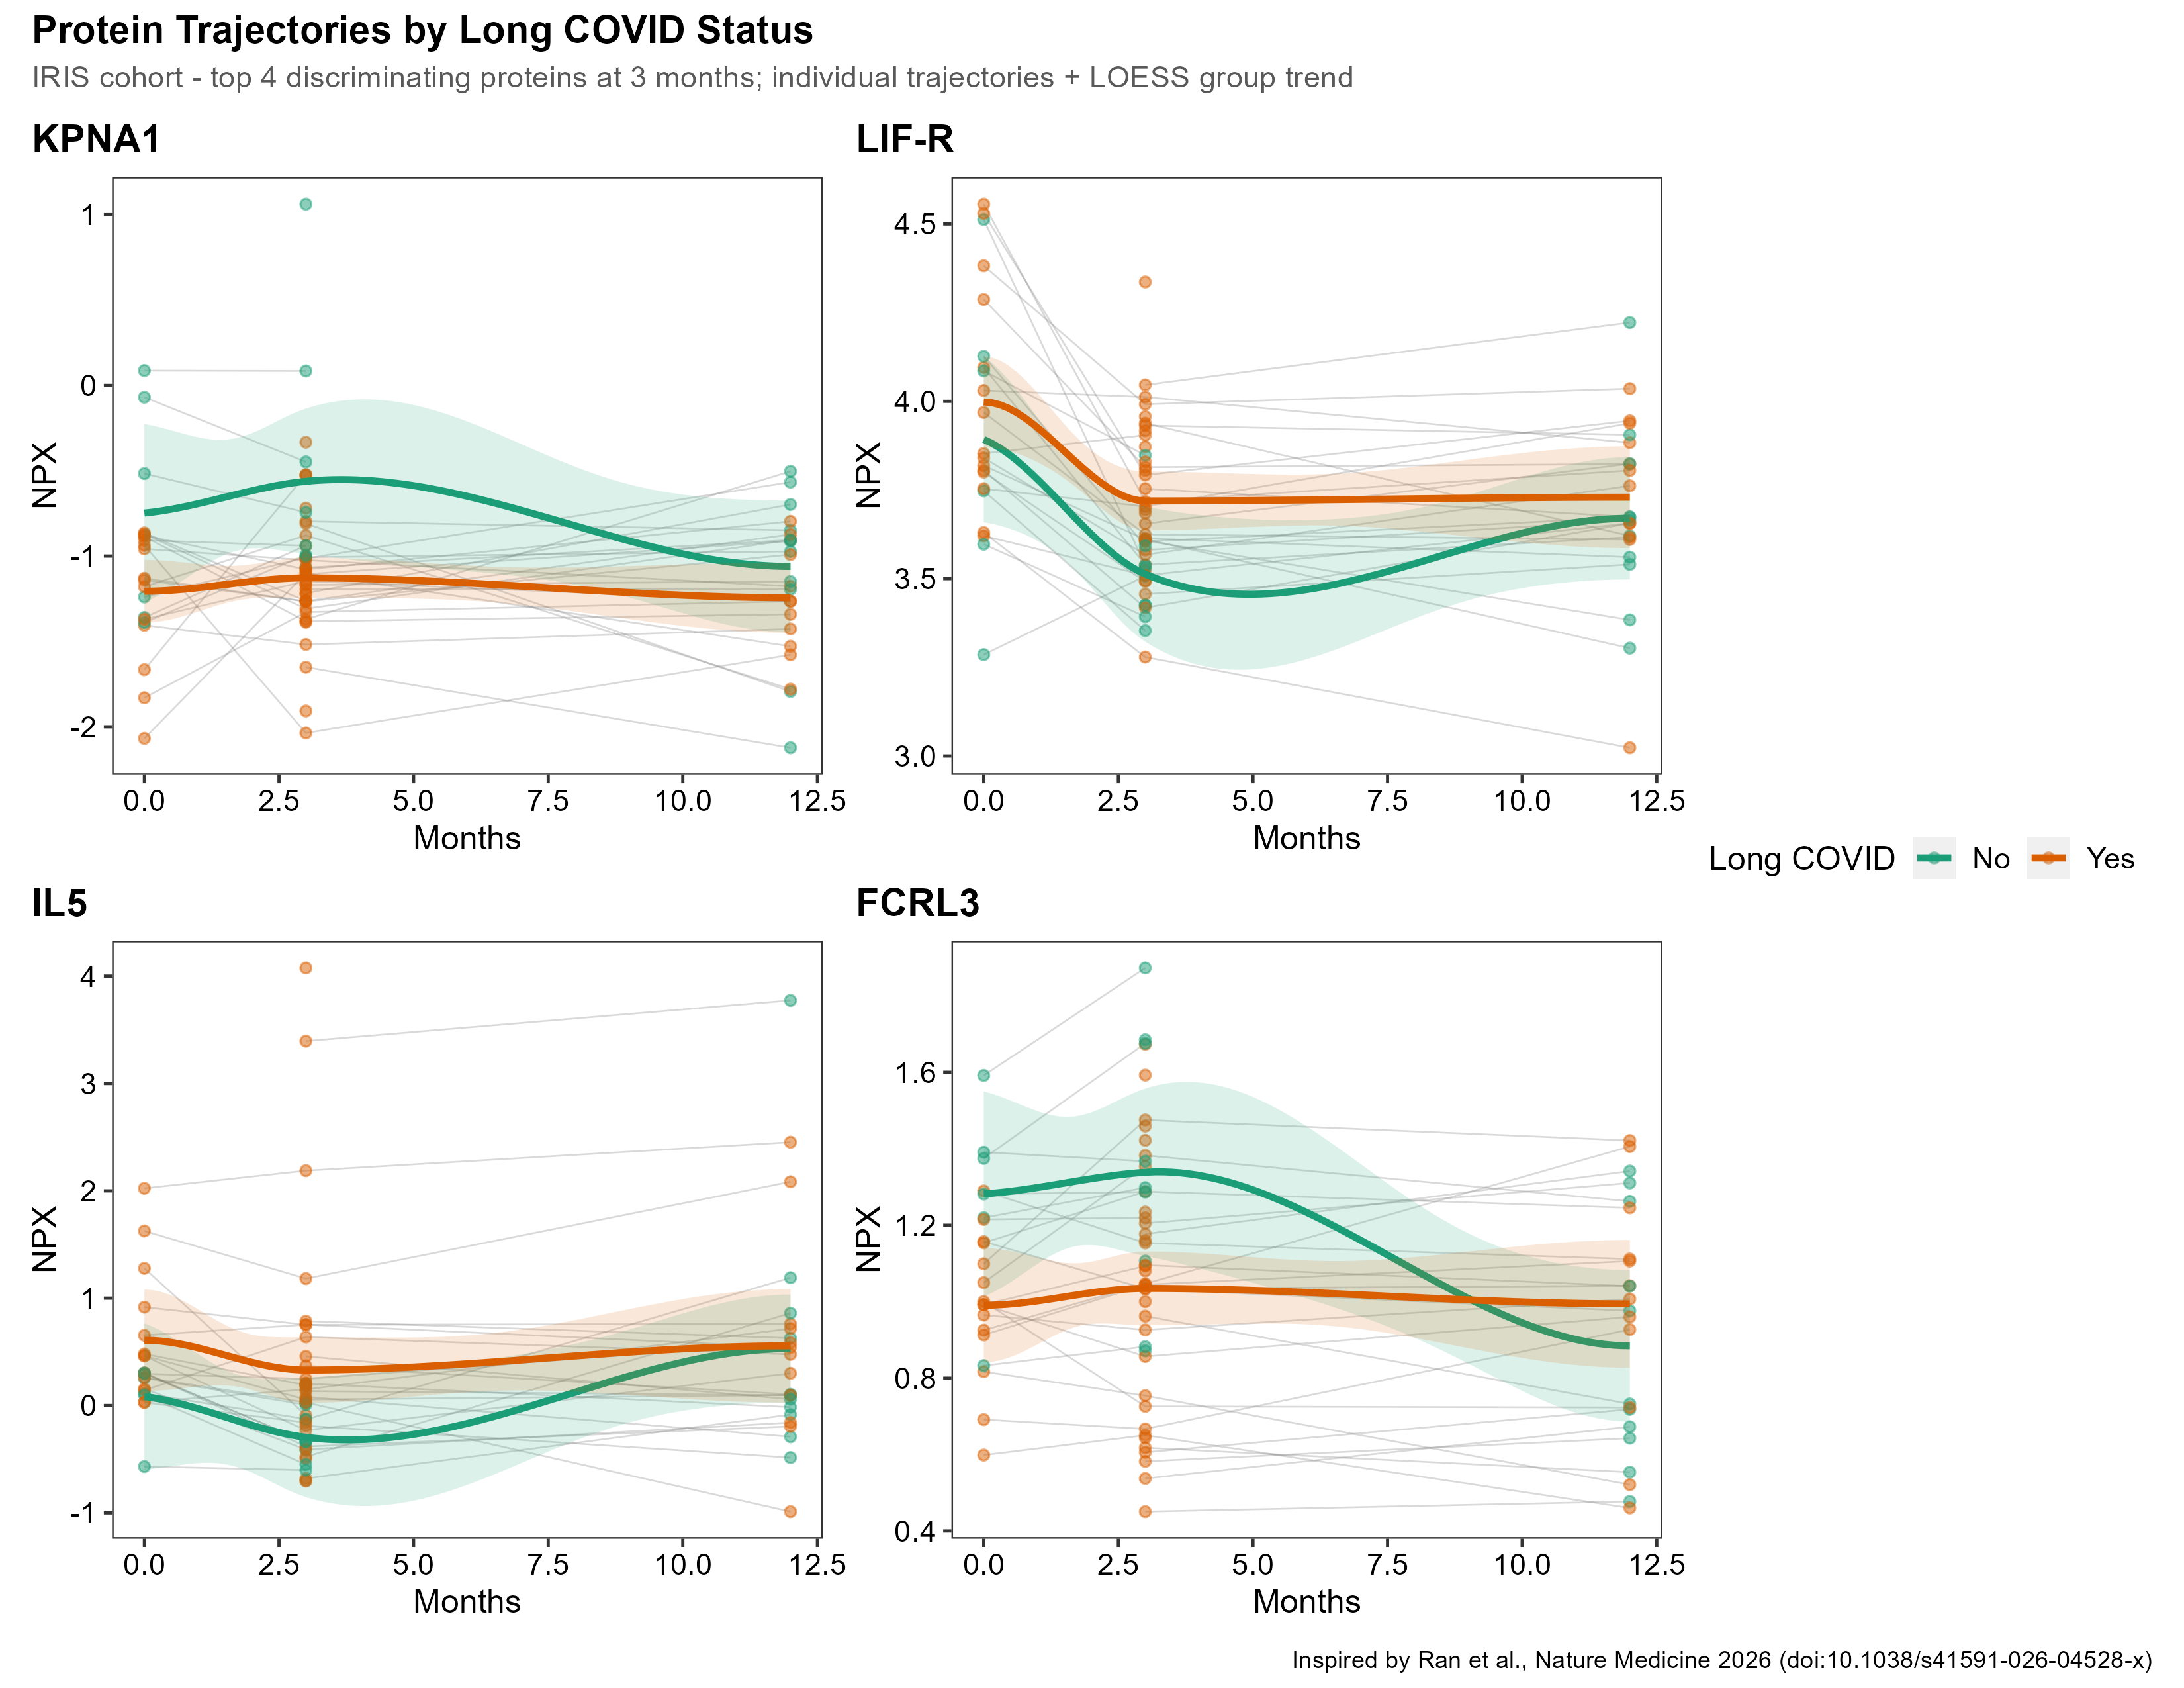 Protein Trajectories by Long COVID Status
IRIS cohort - top 4 discriminating proteins at 3 months; individual trajectories + LOESS group trend
KPNA1
NPX
1
0
-1
-2
0.0 2.5 5.0 7.5 10.0 12.5
Months
LIF-R
NPX
4.5
4.0
3.5
3.0
0.0 2.5 5.0 7.5 10.0 12.5
Months
Long COVID No Yes
IL5
NPX
4
3
2
1
0
-1
0.0 2.5 5.0 7.5 10.0 12.5
Months
FCRL3
NPX
1.6
1.2
0.8
0.4
0.0 2.5 5.0 7.5 10.0 12.5
Months
Inspired by Ran et al., Nature Medicine 2026 (doi:10.1038/s41591-026-04528-x)